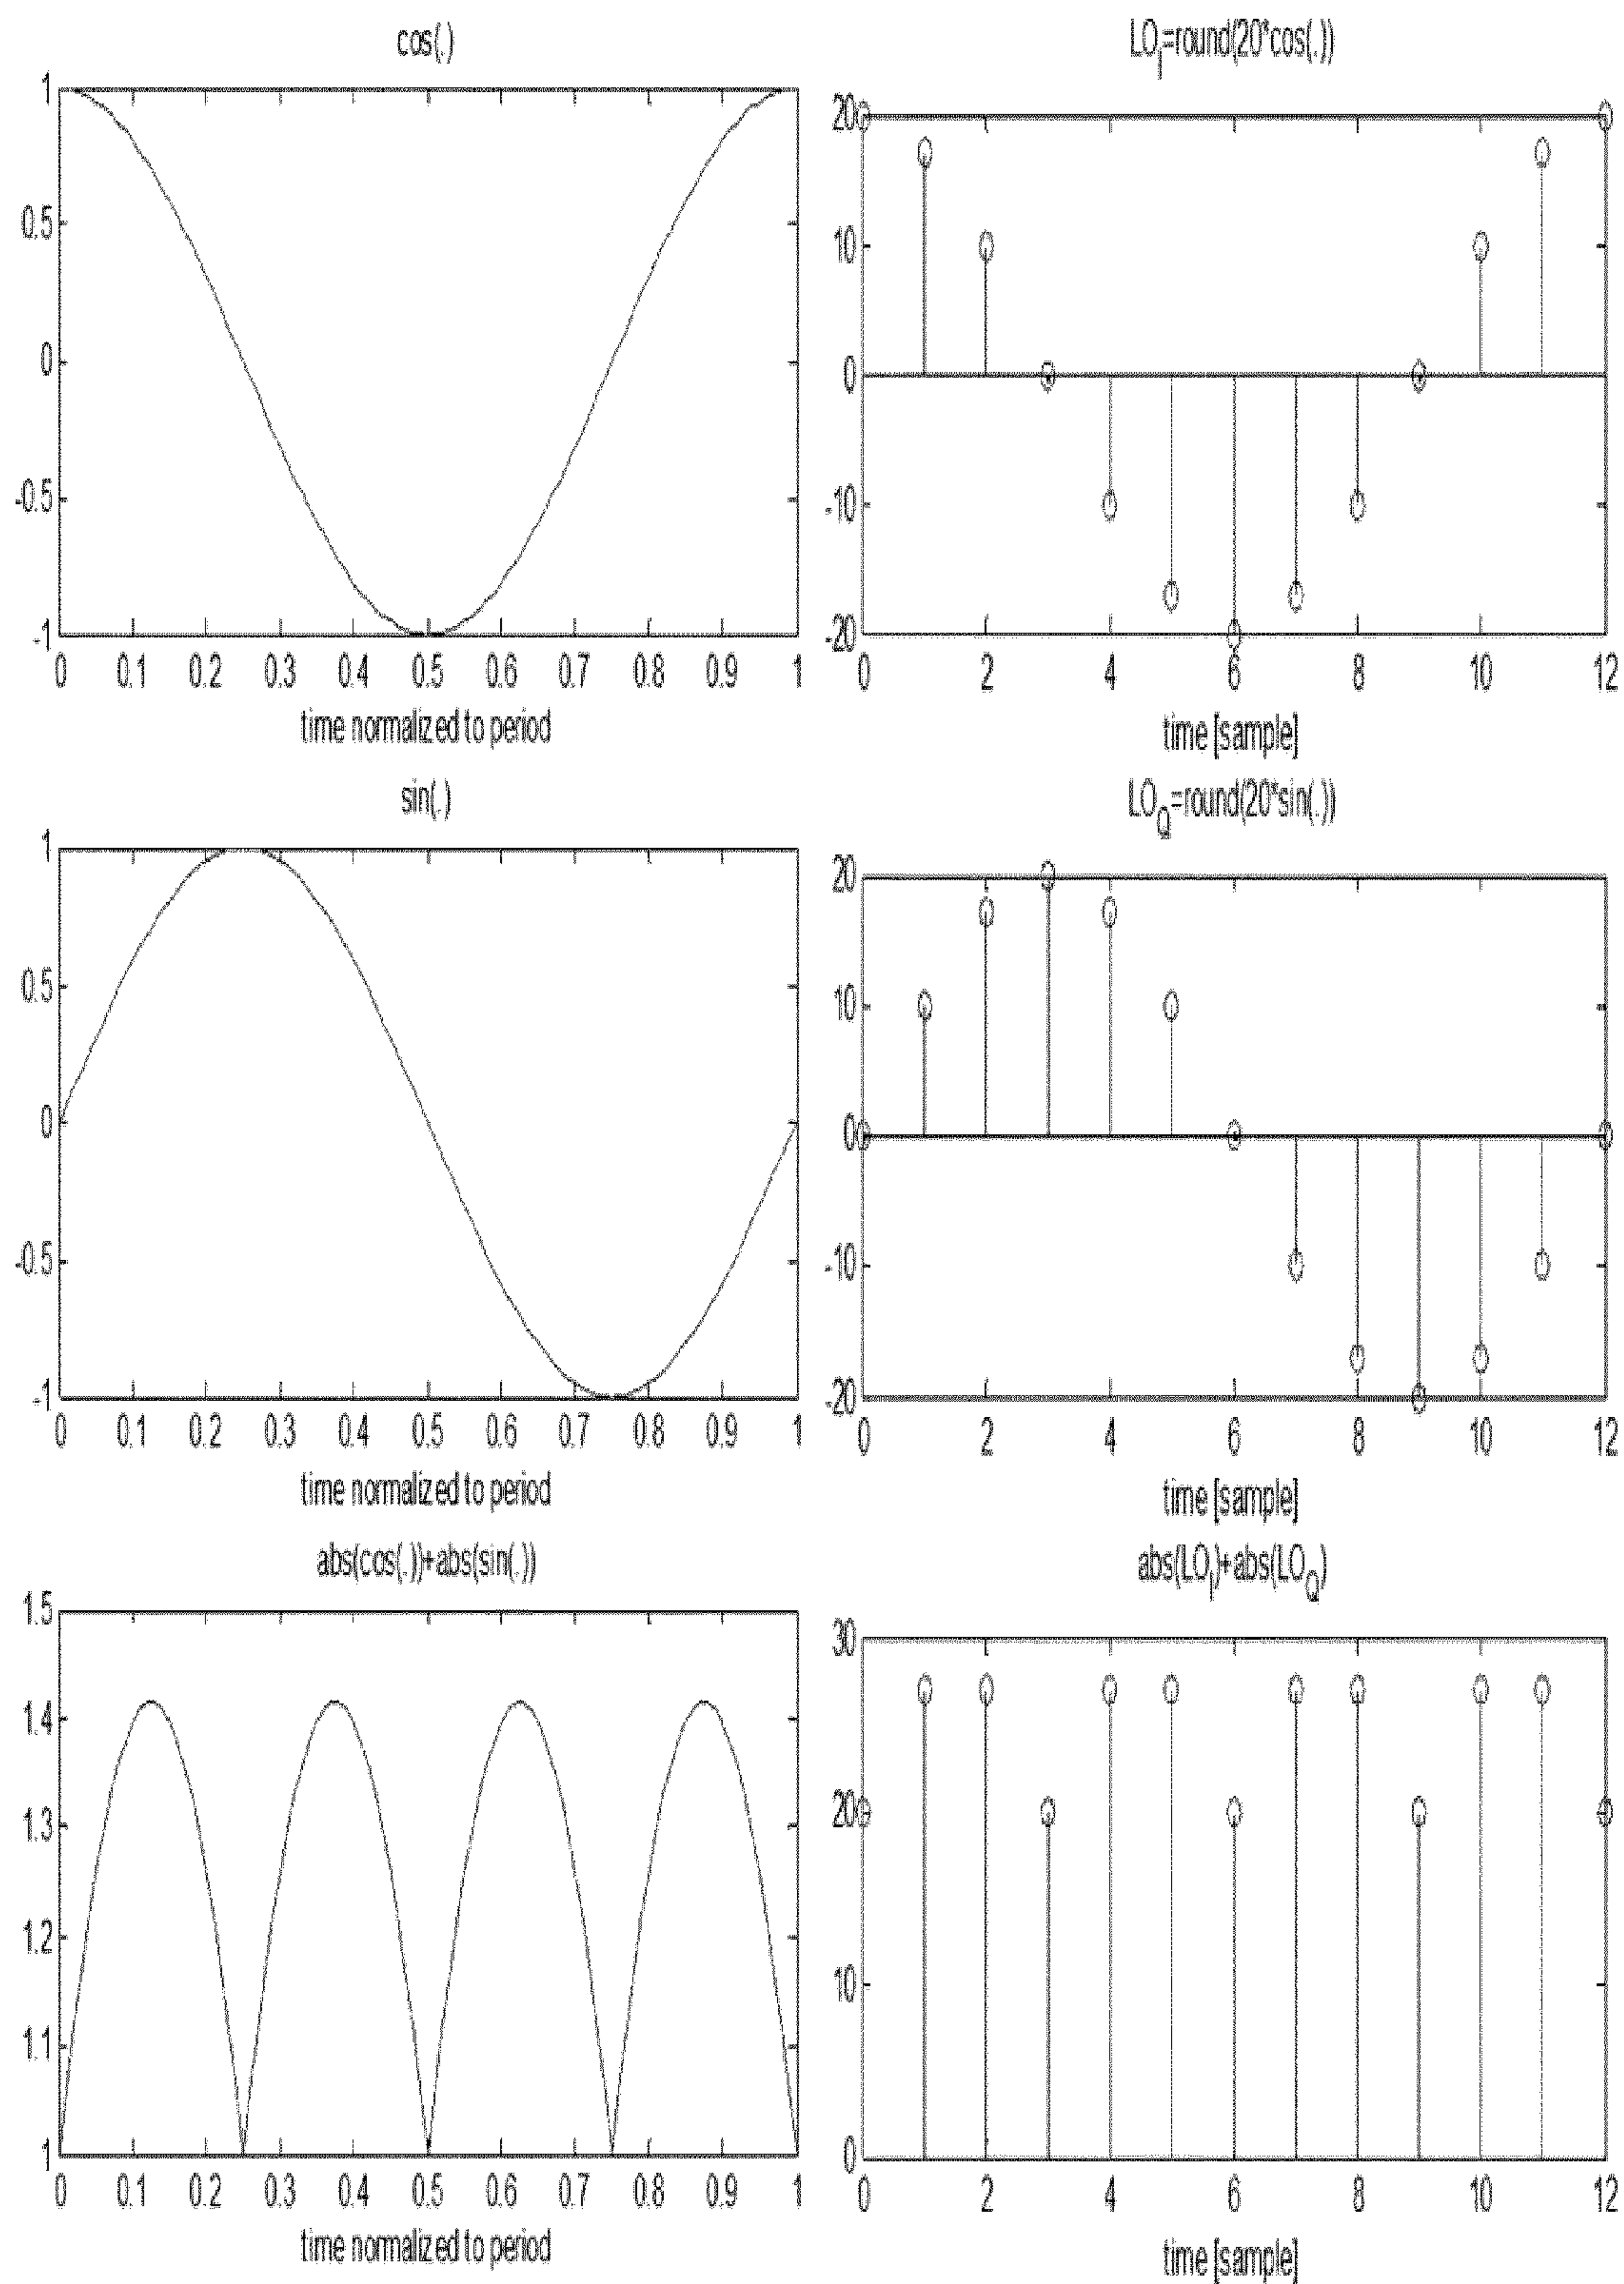 cos(.)
1
0.5
0
-0.5
-1
0 0.1 0.2 0.3 0.4 0.5 0.6 0.7 0.8 0.9 1
time normalized to period
LO_I=round(20*cos(.))
20
10
0
-10
-20
0 2 4 6 8 10 12
time [sample]
sin(.)
1
0.5
0
-0.5
-1
0 0.1 0.2 0.3 0.4 0.5 0.6 0.7 0.8 0.9 1
time normalized to period
LO_Q=round(20*sin(.))
20
10
0
-10
-20
0 2 4 6 8 10 12
time [sample]
abs(cos(.))+abs(sin(.))
1.5
1.4
1.3
1.2
1.1
1
0 0.1 0.2 0.3 0.4 0.5 0.6 0.7 0.8 0.9 1
time normalized to period
abs(LO_I)+abs(LO_Q)
30
20
10
0
0 2 4 6 8 10 12
time [sample]